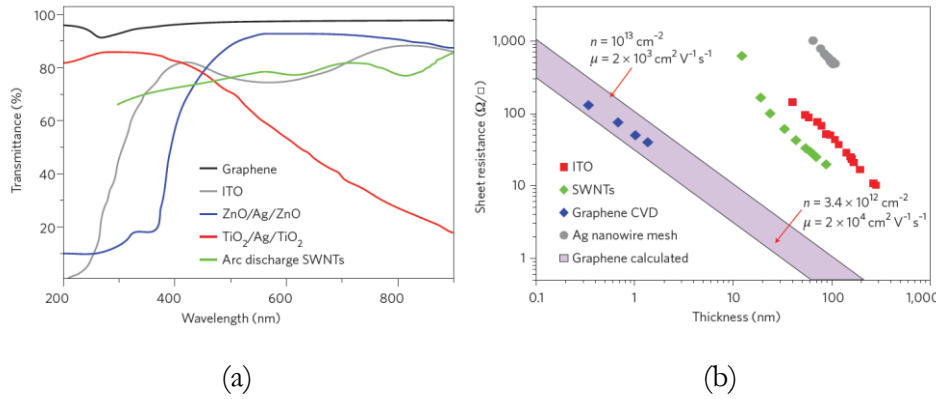 (a)
100
80
60
40
20
Transmittance (%)
Graphene
ITO
ZnO/Ag/ZnO
TiO₂/Ag/TiO₂
Arc discharge SWNTs
200
400
600
800
Wavelength (nm)
(a)
(b)
1,000
100
10
1
Sheet resistance (Ω/□)
n = 10¹³ cm⁻²
μ = 2 × 10³ cm² V⁻¹ s⁻¹
ITO
SWNTs
Graphene CVD
Ag nanowire mesh
Graphene calculated
n = 3.4 × 10¹² cm⁻²
μ = 2 × 10⁴ cm² V⁻¹ s⁻¹
0.1
1
10
100
1,000
Thickness (nm)
(b)